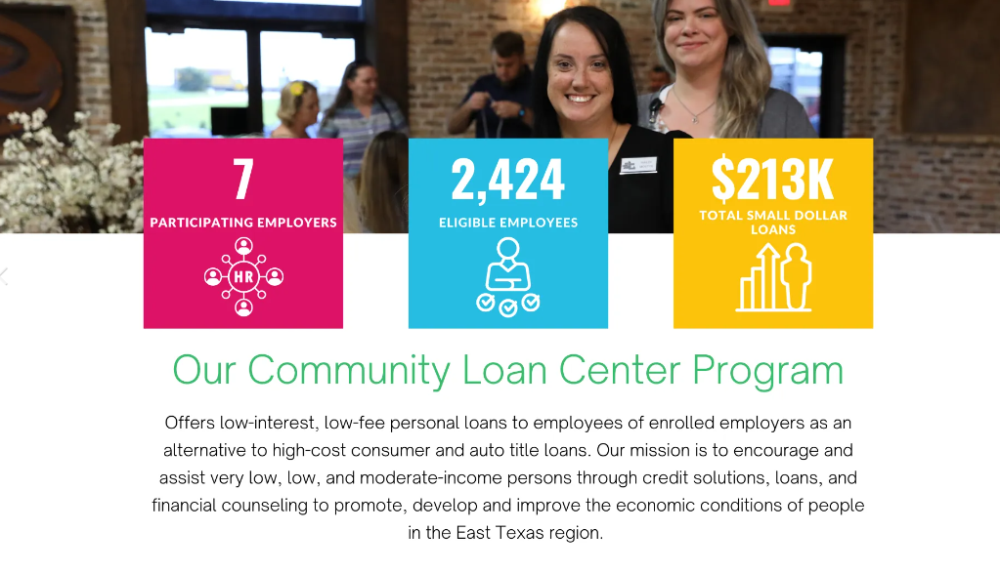 7
PARTICIPATING EMPLOYERS
HR
2,424
ELIGIBLE EMPLOYEES
$213K
TOTAL SMALL DOLLAR
LOANS
Our Community Loan Center Program
Offers low-interest, low-fee personal loans to employees of enrolled employers as an
alternative to high-cost consumer and auto title loans. Our mission is to encourage and
assist very low, low, and moderate-income persons through credit solutions, loans, and
financial counseling to promote, develop and improve the economic conditions of people
in the East Texas region.